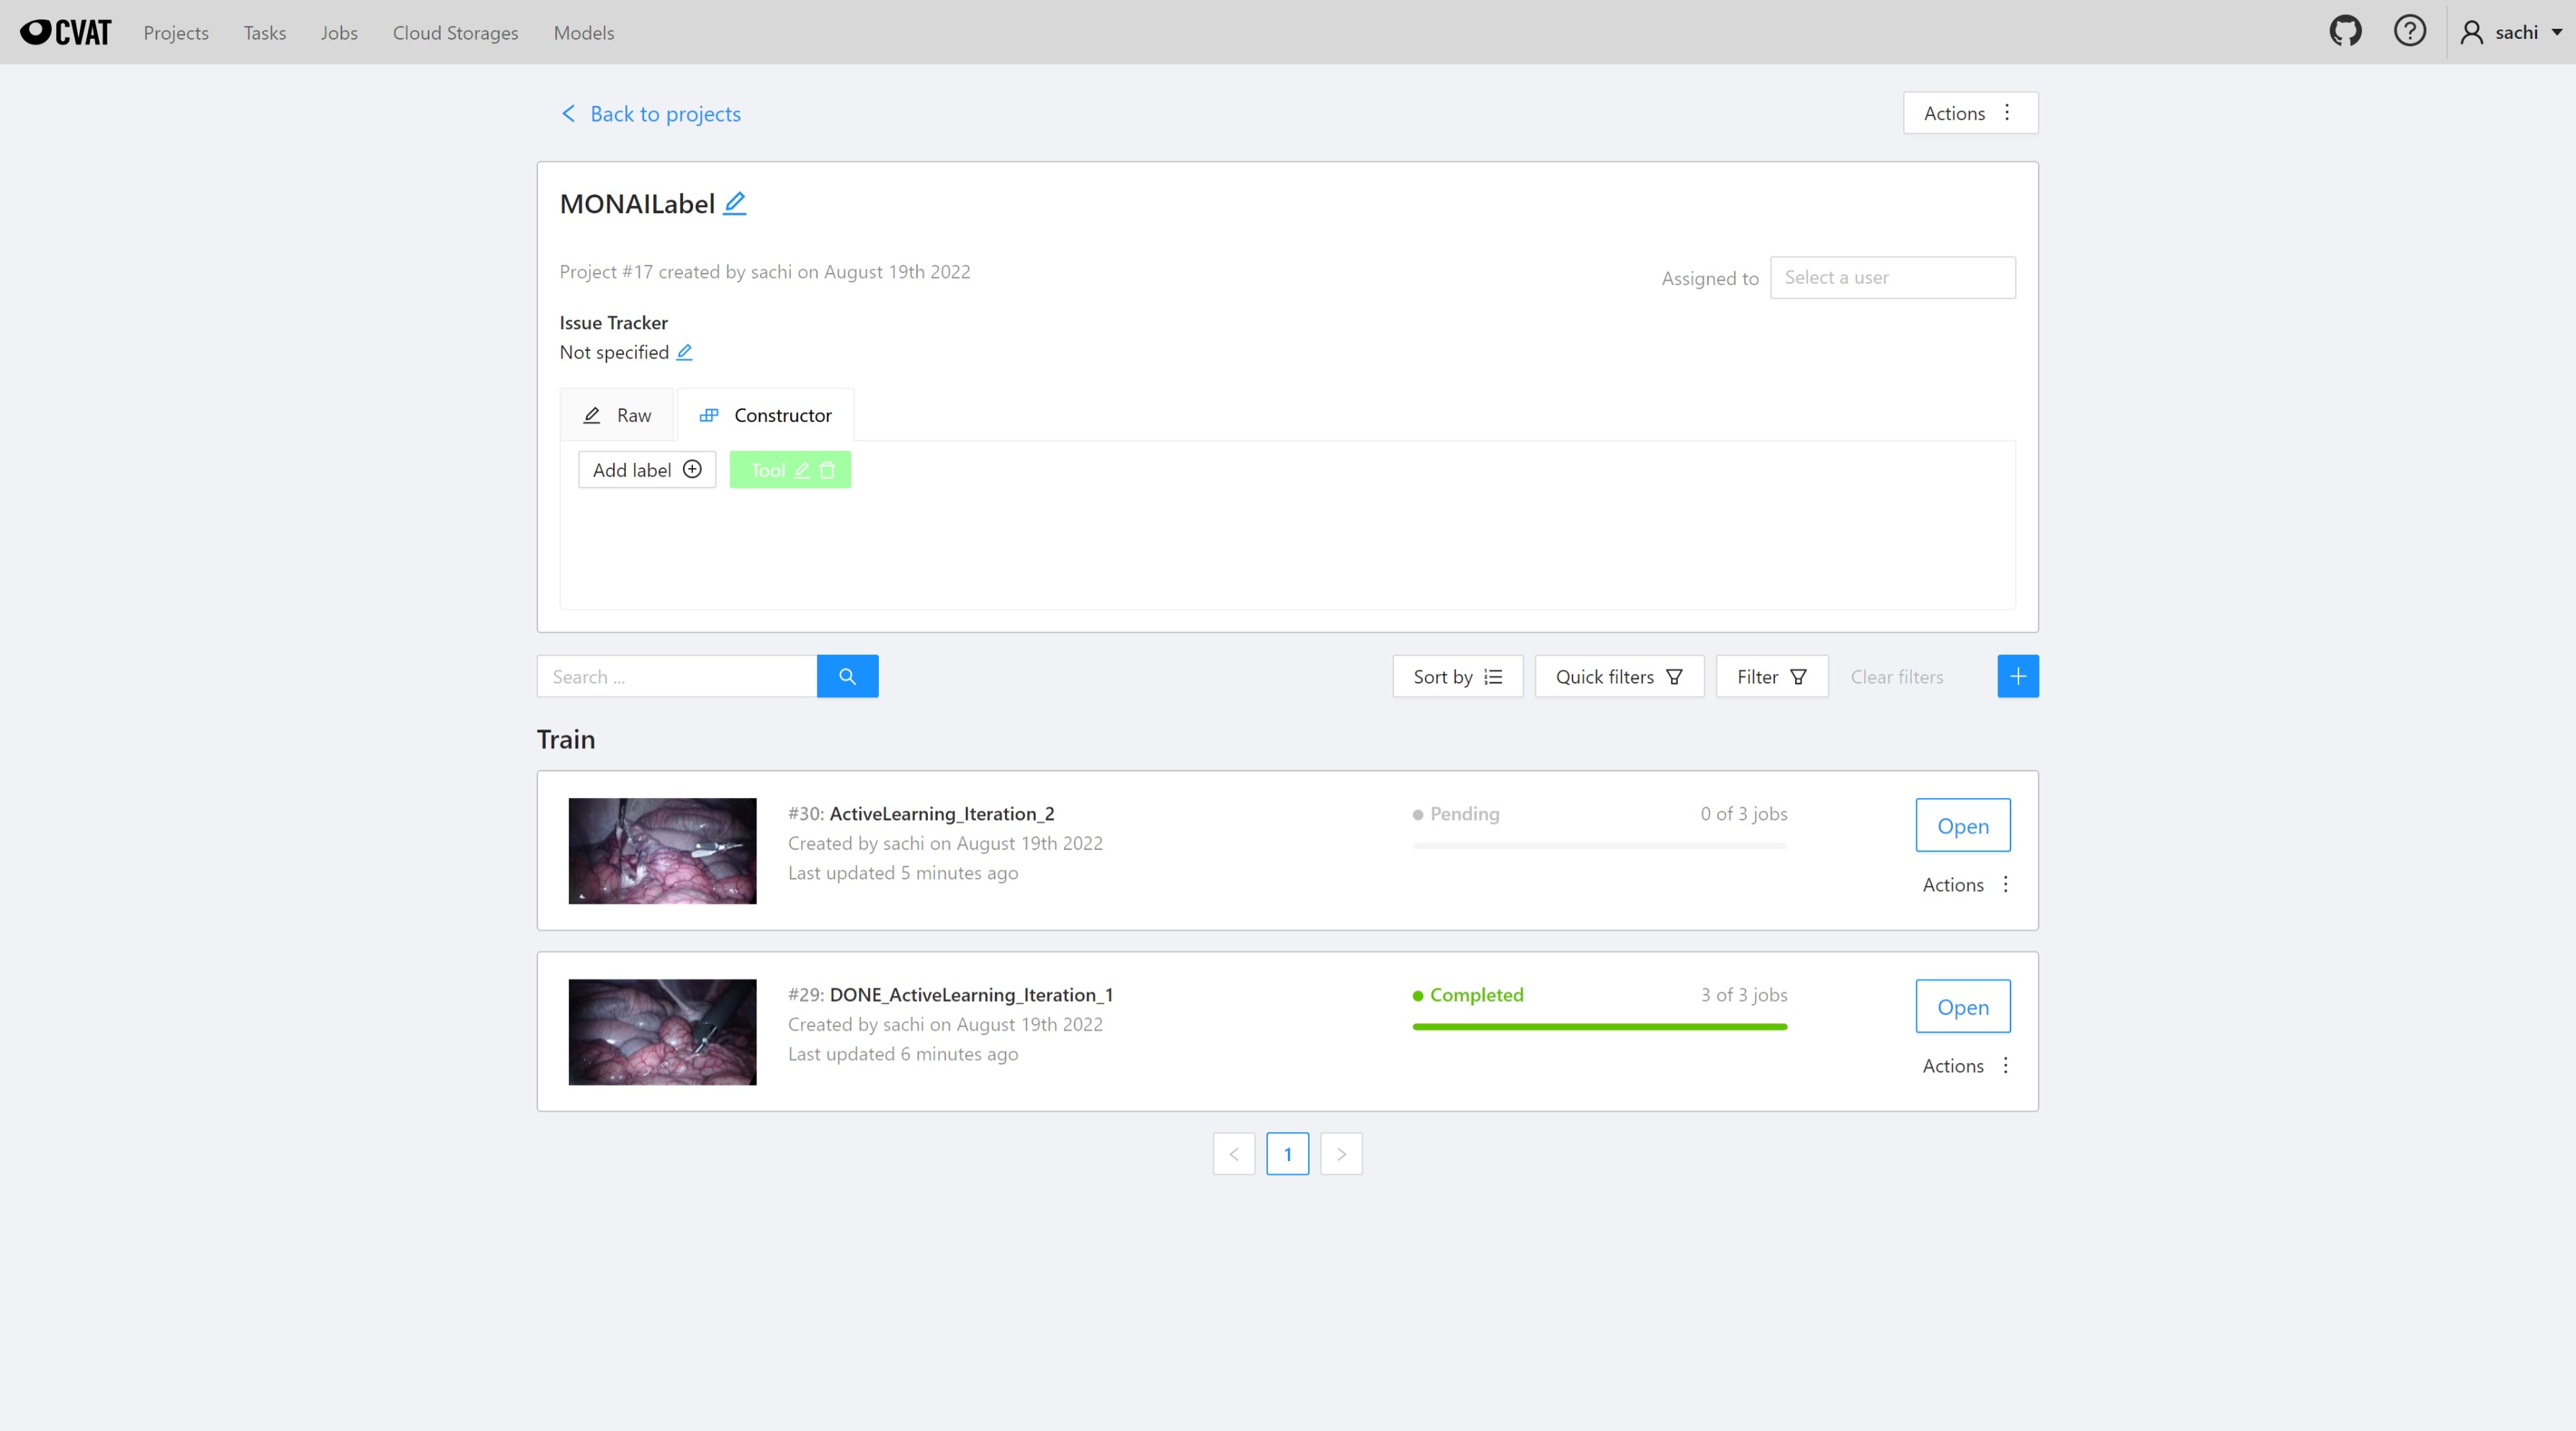 CVAT Projects Tasks Jobs Cloud Storages Models sachi
Back to projects Actions
MONAILabel
Project #17 created by sachi on August 19th 2022
Assigned to Select a user
Issue Tracker
Not specified
Raw Constructor
Add label Tool
Search ... Sort by Quick filters Filter Clear filters
Train
#30: ActiveLearning_Iteration_2 Pending 0 of 3 jobs Open
Created by sachi on August 19th 2022
Last updated 5 minutes ago Actions
#29: DONE_ActiveLearning_Iteration_1 Completed 3 of 3 jobs Open
Created by sachi on August 19th 2022
Last updated 6 minutes ago Actions
1